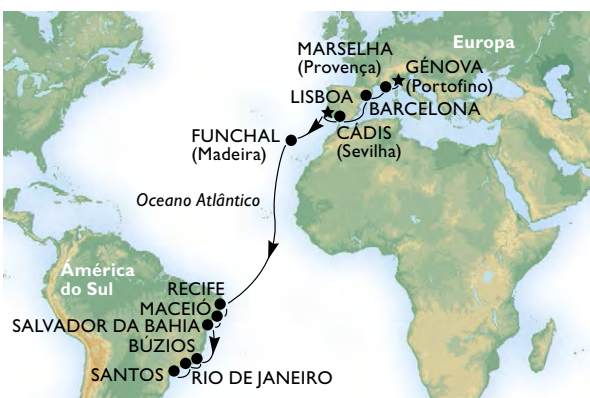 Europa
MARSELHA
(Provença)
GÉNOVA
(Portofino)
LISBOA
BARCELONA
CÁDIS
(Sevilha)
FUNCHAL
(Madeira)
Oceano Atlântico
América
do Sul
RECIFE
MACEIÓ
SALVADOR DA BAHIA
BÚZIOS
RIO DE JANEIRO
SANTOS